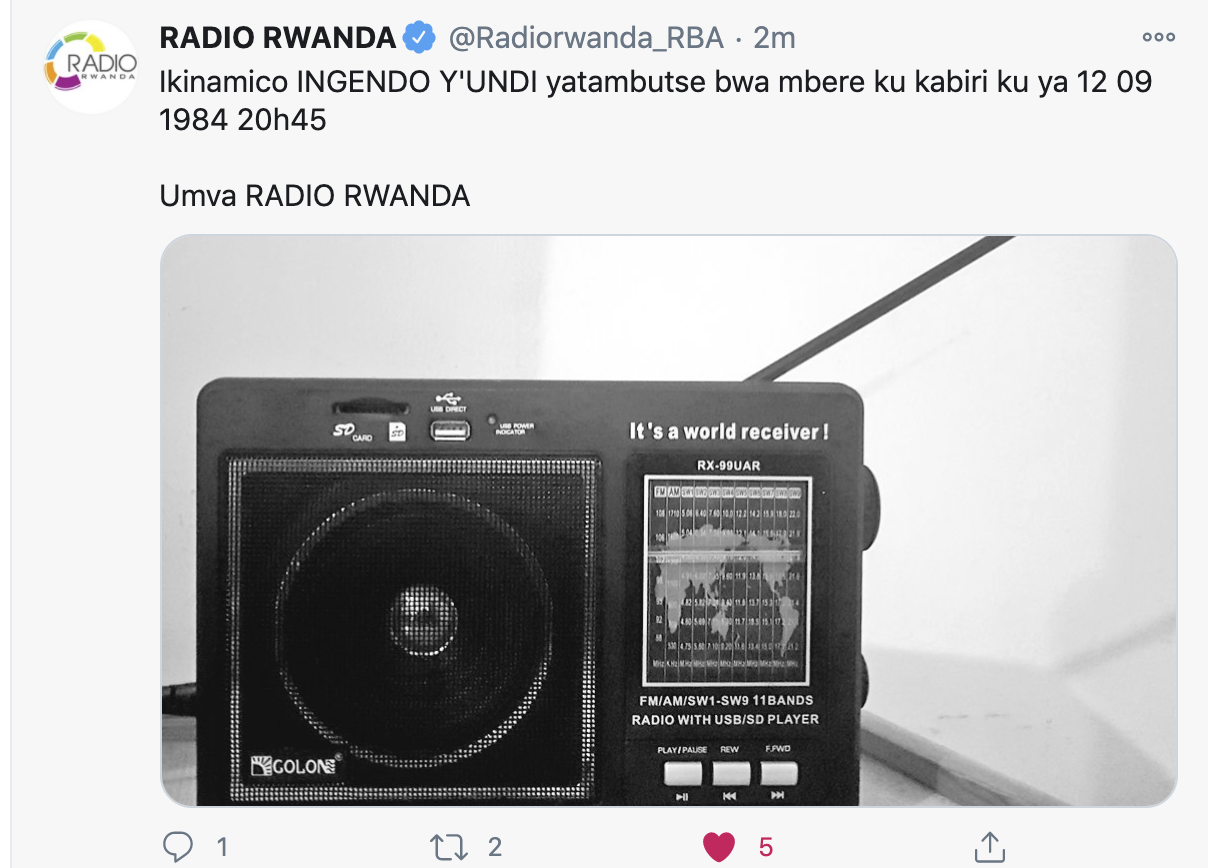 RADIO RWANDA @Radiorwanda_RBA · 2m
RADIO
RWANDA
Ikinamico INGENDO Y'UNDI yatambutse bwa mbere ku kabiri ku ya 12 09
1984 20h45
Umva RADIO RWANDA
USB DIRECT
SD CARD
SD
USB POWER
INDICATOR
It's a world receiver!
RX-99UAR
FM AM SW1 SW2 SW3 SW4 SW5 SW6 SW7 SW8 SW9
FM/AM/SW1-SW9 11BANDS
RADIO WITH USB/SD PLAYER
PLAY/PAUSE REW F.FWD
GOLON
1 2 5